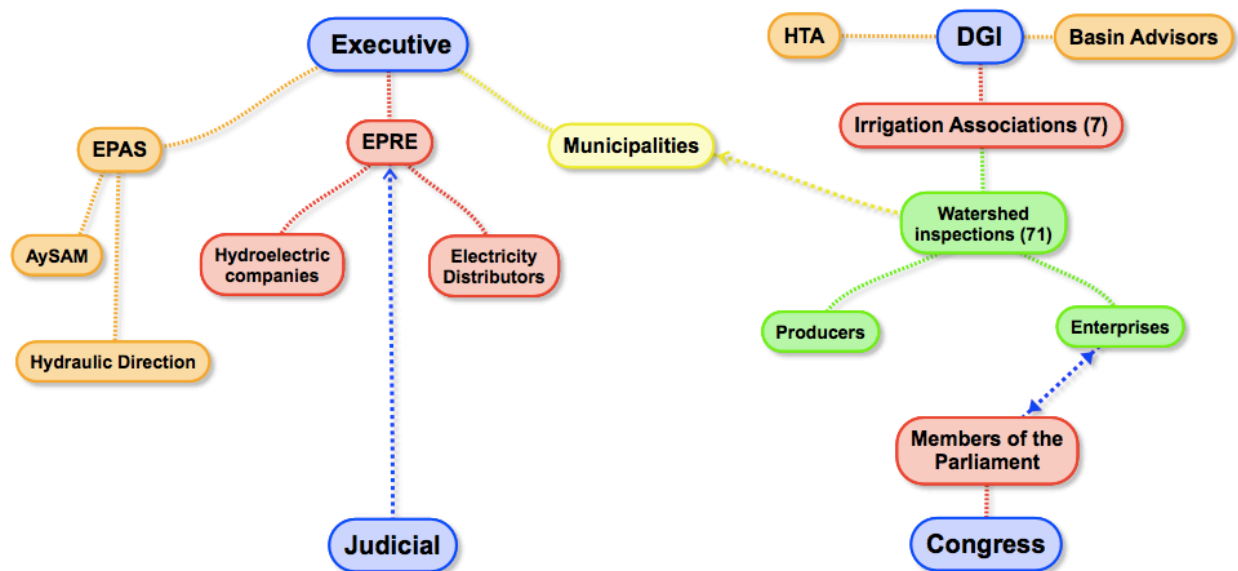 Executive
HTA
DGI
Basin Advisors
EPAS
EPRE
Municipalities
Irrigation Associations (7)
AySAM
Hydroelectric
companies
Electricity
Distributors
Watershed
inspections (71)
Hydraulic Direction
Producers
Enterprises
Members of the
Parliament
Judicial
Congress